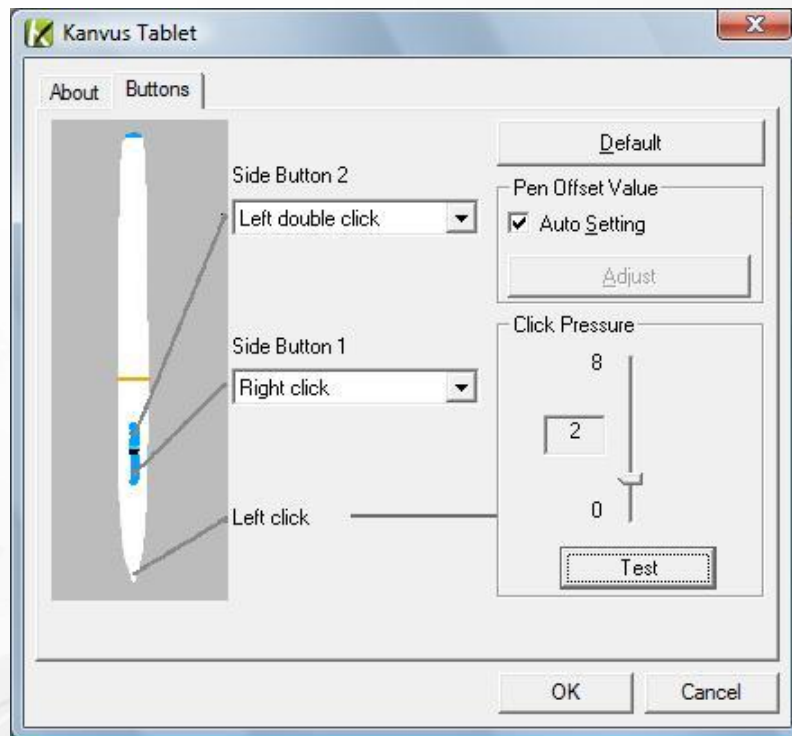 Kanvus Tablet
About
Buttons
Side Button 2
Left double click
Side Button 1
Right click
Left click
Default
Pen Offset Value
Auto Setting
Adjust
Click Pressure
8
2
0
Test
OK
Cancel